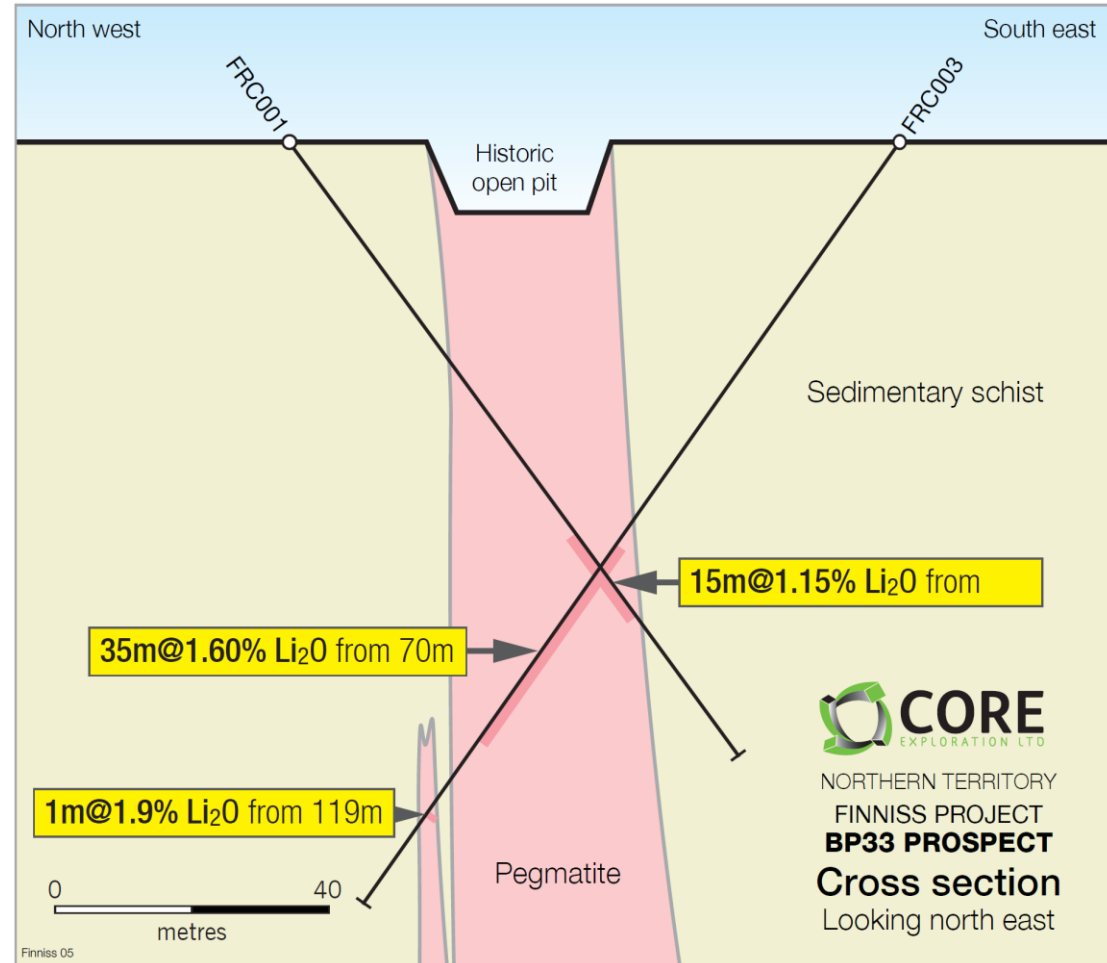 North west
South east
FRC001
FRC003
Historic
open pit
Sedimentary schist
15m@1.15% Li₂O from
35m@1.60% Li₂O from 70m
1m@1.9% Li₂O from 119m
Pegmatite
0 40
metres
CORE
EXPLORATION LTD
NORTHERN TERRITORY
FINNISS PROJECT
BP33 PROSPECT
Cross section
Looking north east
Finniss 05